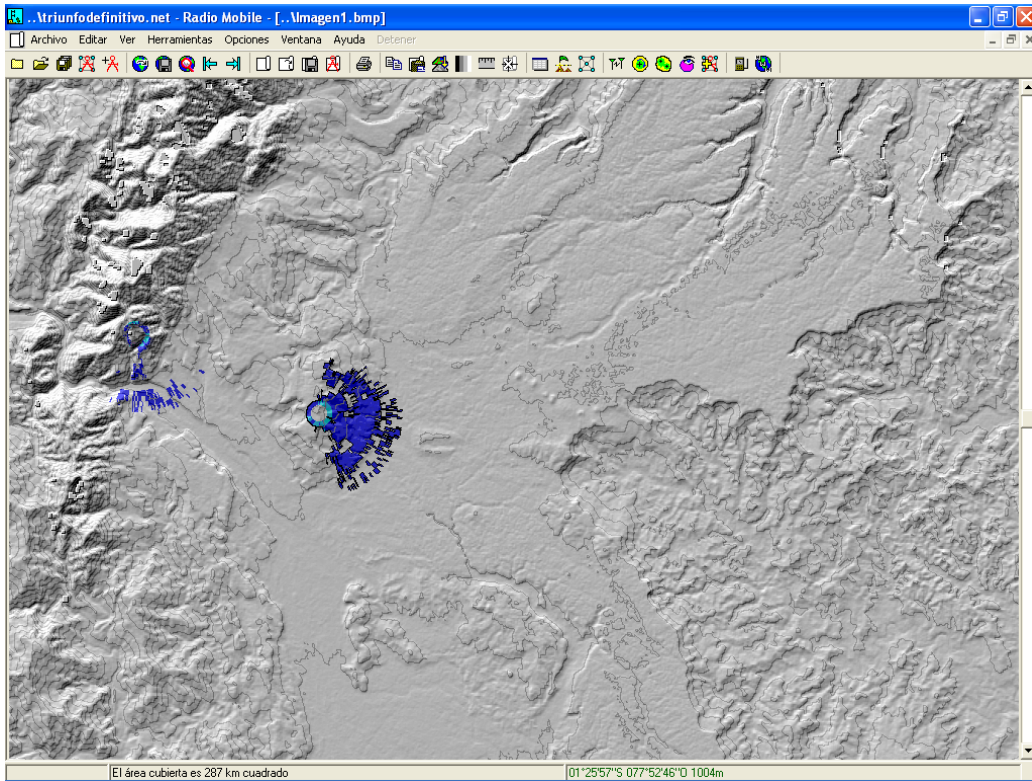 ..\triunfodefinitivo.net - Radio Mobile - [..\Imagen1.bmp]
Archivo Editar Ver Herramientas Opciones Ventana Ayuda Detener
El área cubierta es 287 km cuadrado
01°25'57''S 077°52'46''O 1004m